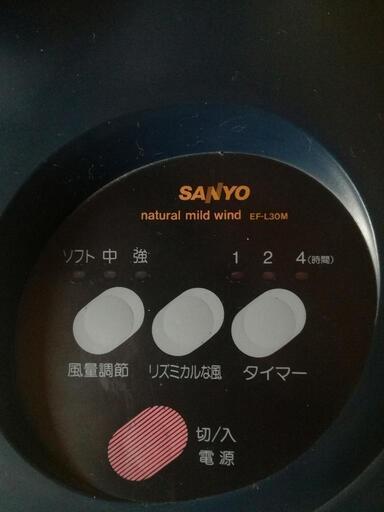 SANYO
natural mild wind EF-L30M
ソフト 中 強 1 2 4(時間)
風量調節 リズミカルな風 タイマー
切/入
電源